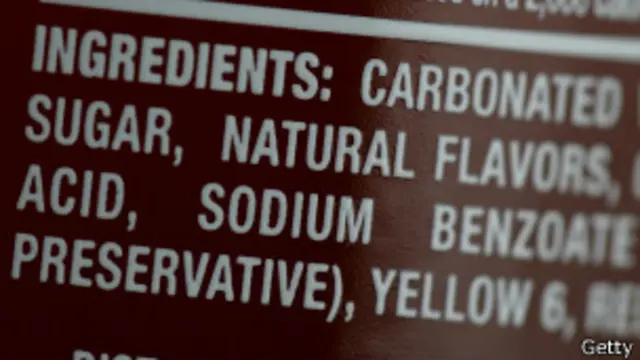 INGREDIENTS: CARBONATED
SUGAR, NATURAL FLAVORS,
ACID, SODIUM BENZOATE
PRESERVATIVE), YELLOW 6,
Getty